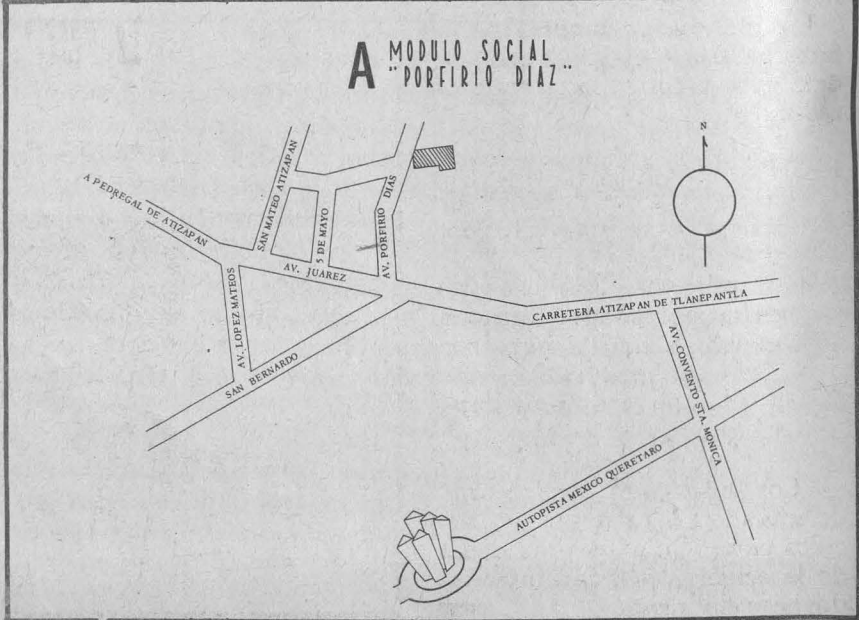 A MODULO SOCIAL
"PORFIRIO DIAZ"
N
A PEDREGAL DE ATIZAPAN
SAN MATEO ATIZAPAN
5 DE MAYO
AV. PORFIRIO DIAS
AV. JUAREZ
AV. LOPEZ MATEOS
SAN BERNARDO
CARRETERA ATIZAPAN DE TLANEPANTLA
AV. CONVENTO STA. MONICA
AUTOPISTA MEXICO QUERETARO